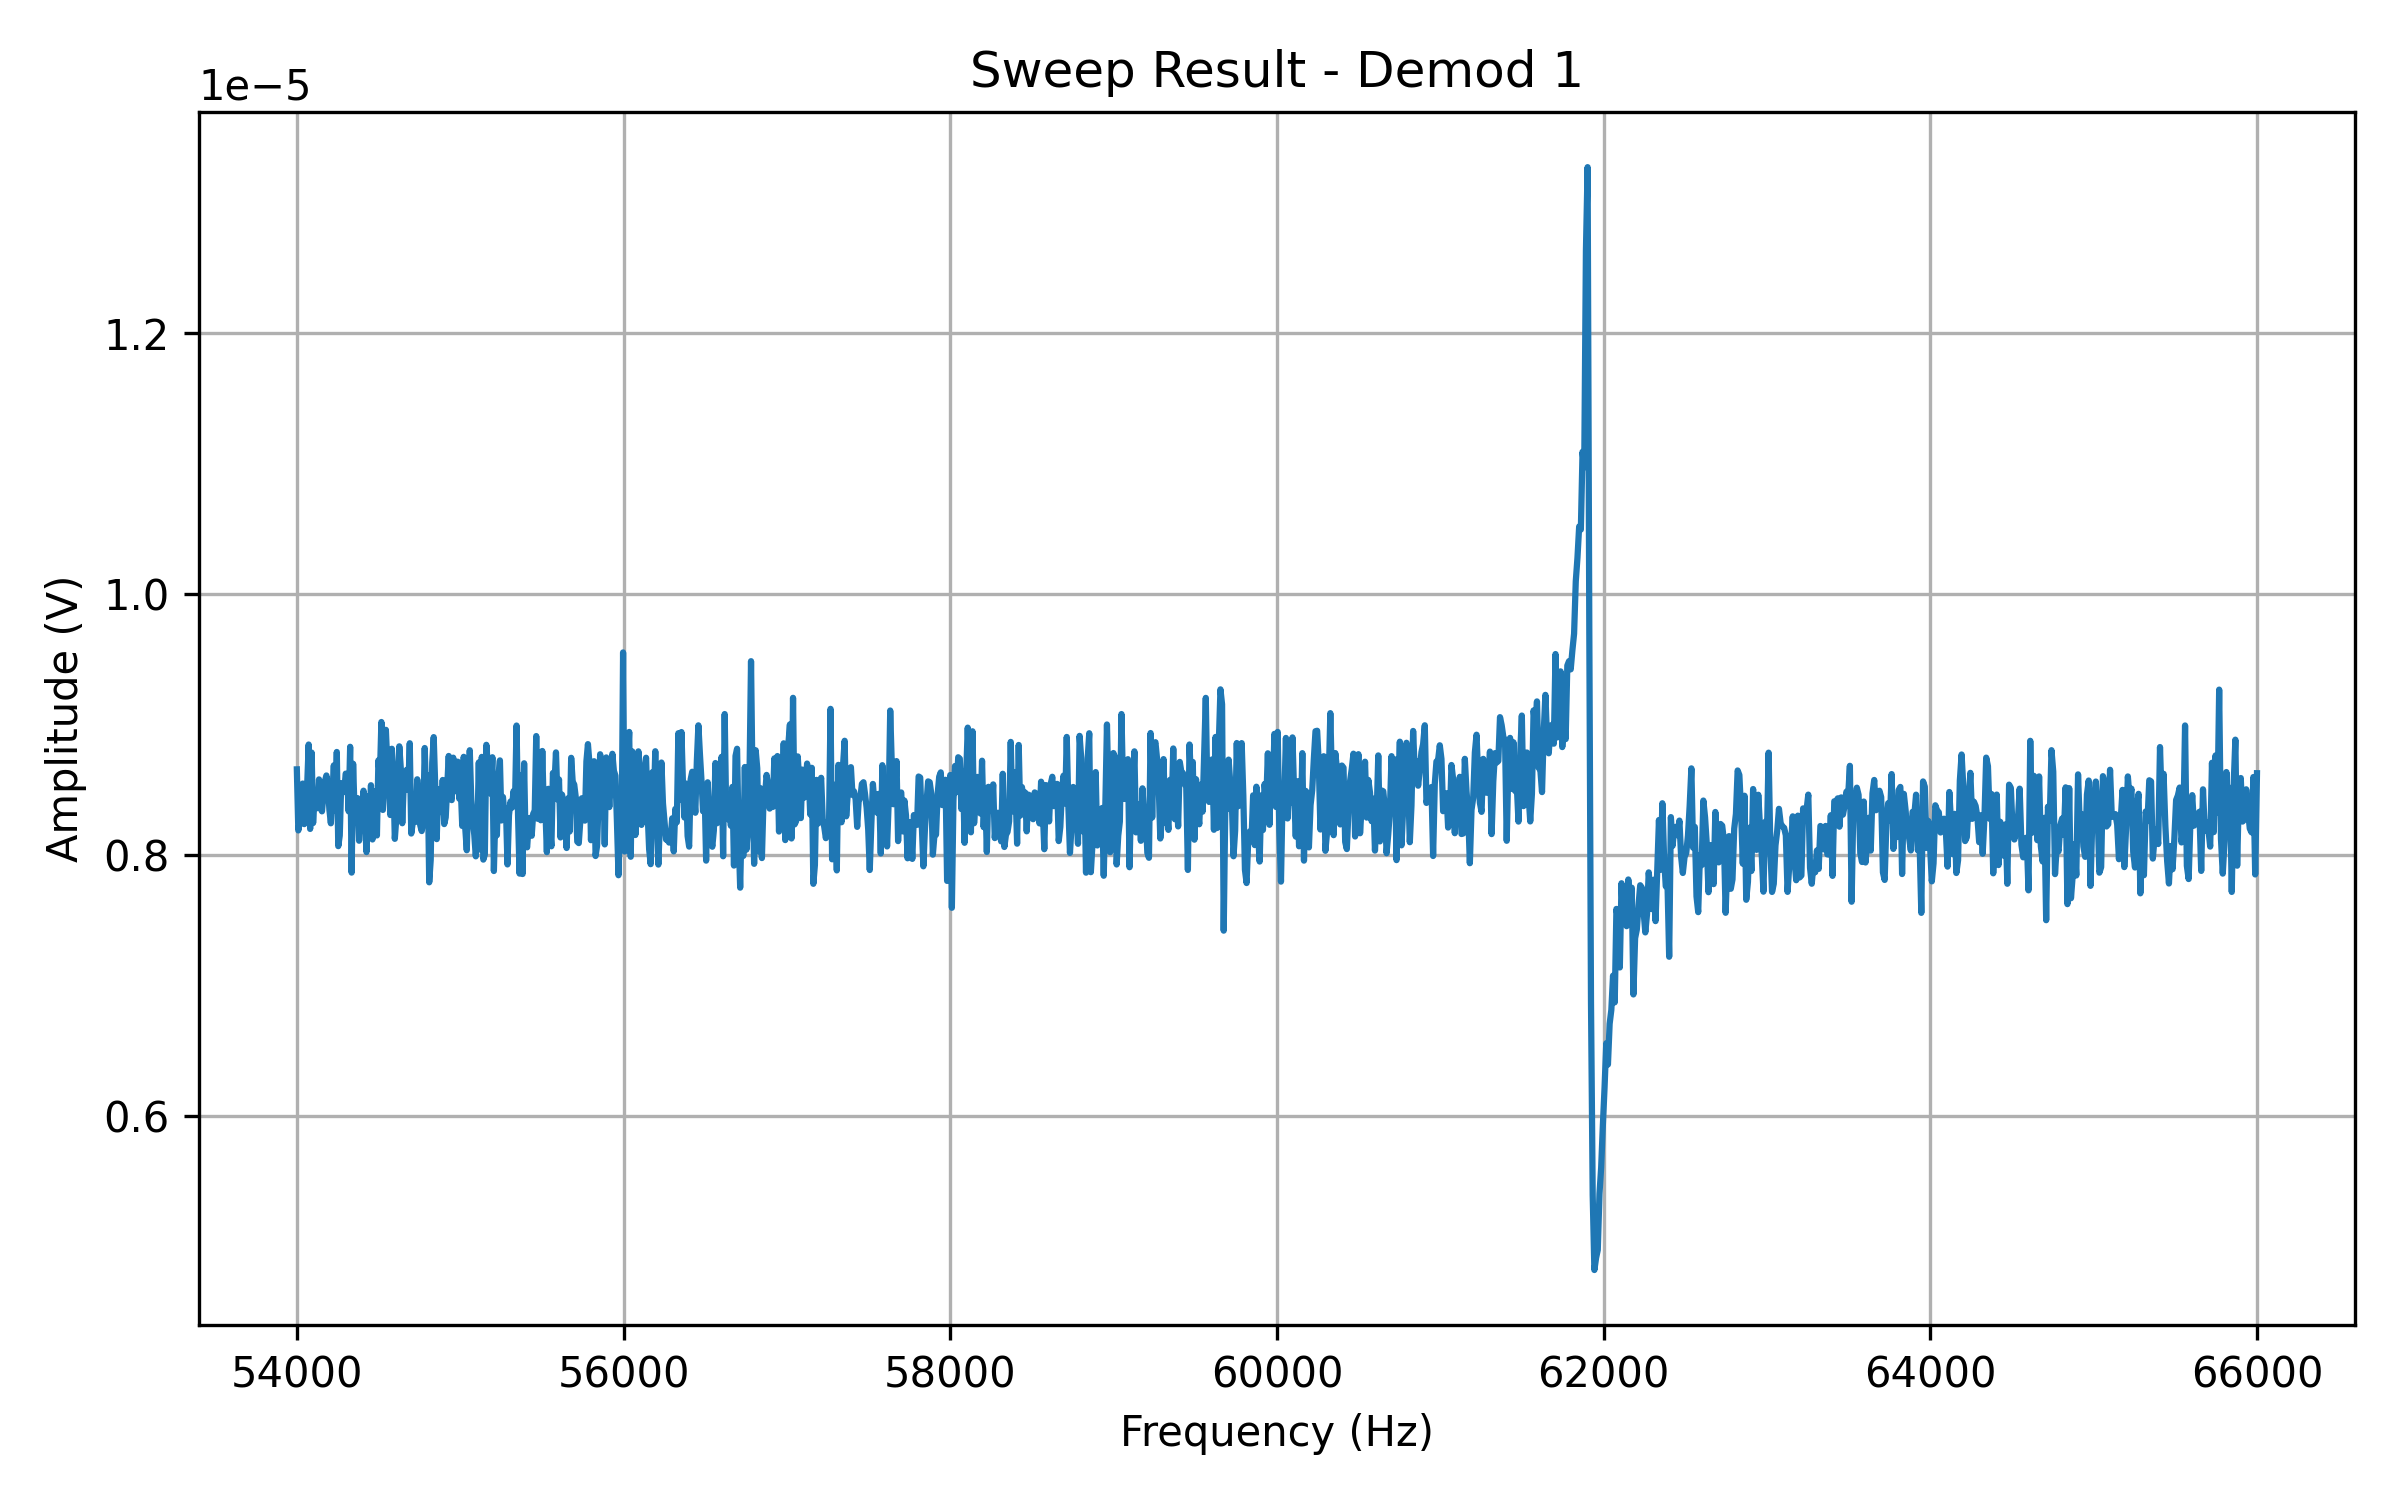 Sweep Result - Demod 1
1e−5
1.2
1.0
0.8
0.6
Amplitude (V)
54000 56000 58000 60000 62000 64000 66000
Frequency (Hz)